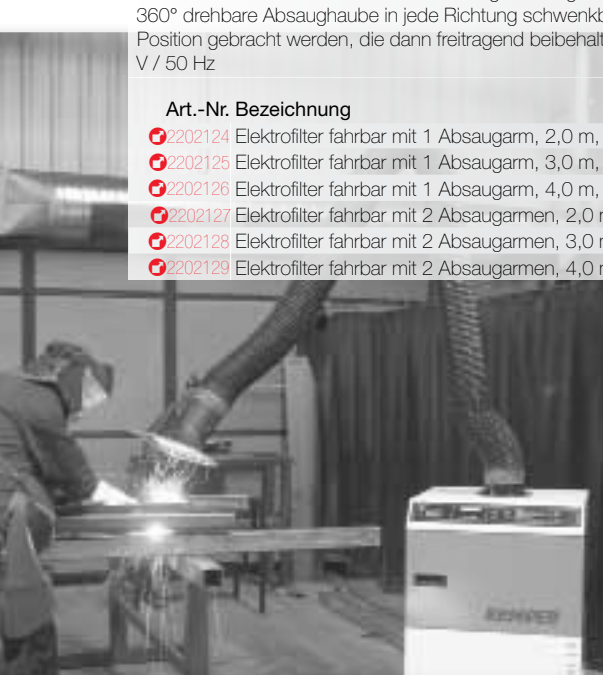 360° drehbare Absaughaube in jede Richtung schwenkb
Position gebracht werden, die dann freitragend beibehalt
V / 50 Hz
Art.-Nr. Bezeichnung
2202124 Elektrofilter fahrbar mit 1 Absaugarm, 2,0 m,
2202125 Elektrofilter fahrbar mit 1 Absaugarm, 3,0 m,
2202126 Elektrofilter fahrbar mit 1 Absaugarm, 4,0 m,
2202127 Elektrofilter fahrbar mit 2 Absaugarmen, 2,0 m
2202128 Elektrofilter fahrbar mit 2 Absaugarmen, 3,0 m
2202129 Elektrofilter fahrbar mit 2 Absaugarmen, 4,0 m
KEMPER